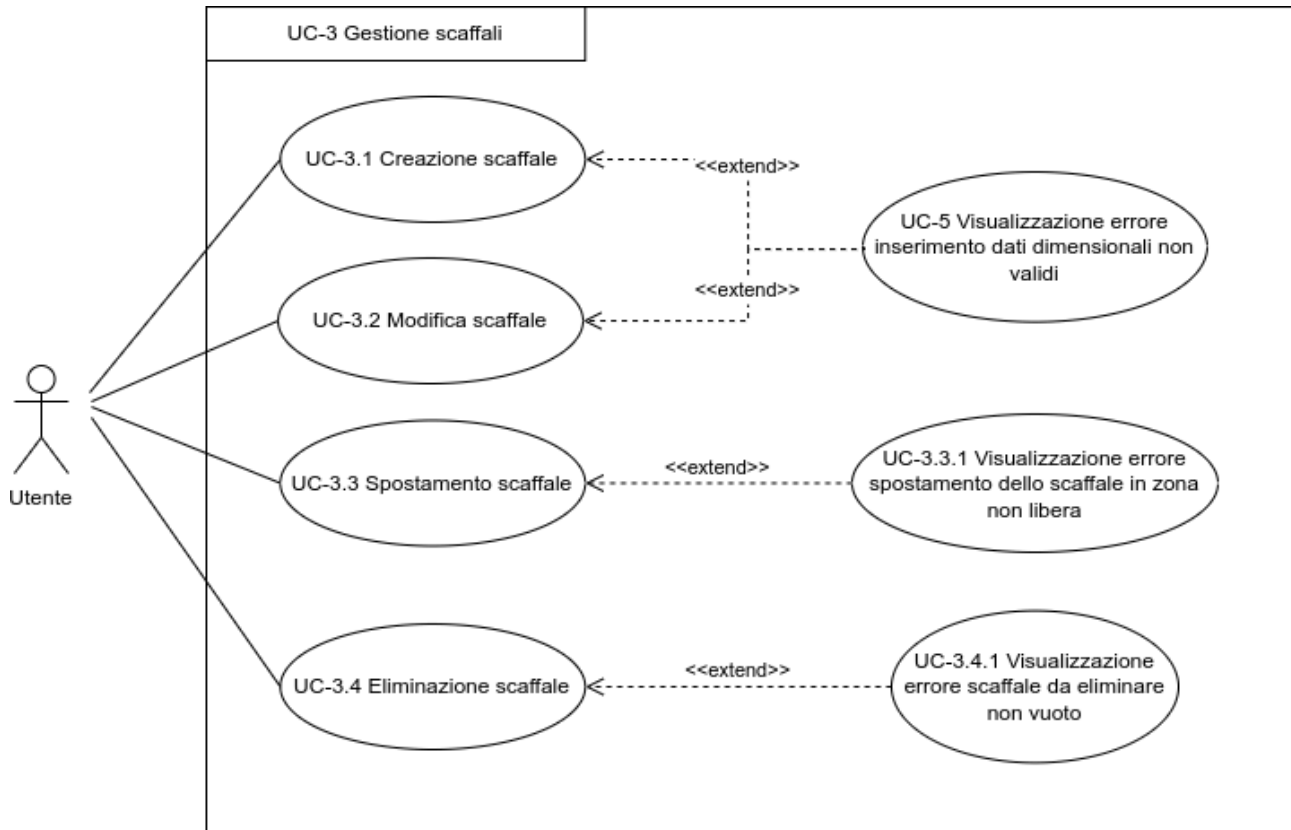 UC-3 Gestione scaffali
UC-3.1 Creazione scaffale
<<extend>>
UC-5 Visualizzazione errore
inserimento dati dimensionali non
validi
<<extend>>
UC-3.2 Modifica scaffale
Utente
UC-3.3 Spostamento scaffale
<<extend>>
UC-3.3.1 Visualizzazione errore
spostamento dello scaffale in zona
non libera
UC-3.4 Eliminazione scaffale
<<extend>>
UC-3.4.1 Visualizzazione
errore scaffale da eliminare
non vuoto